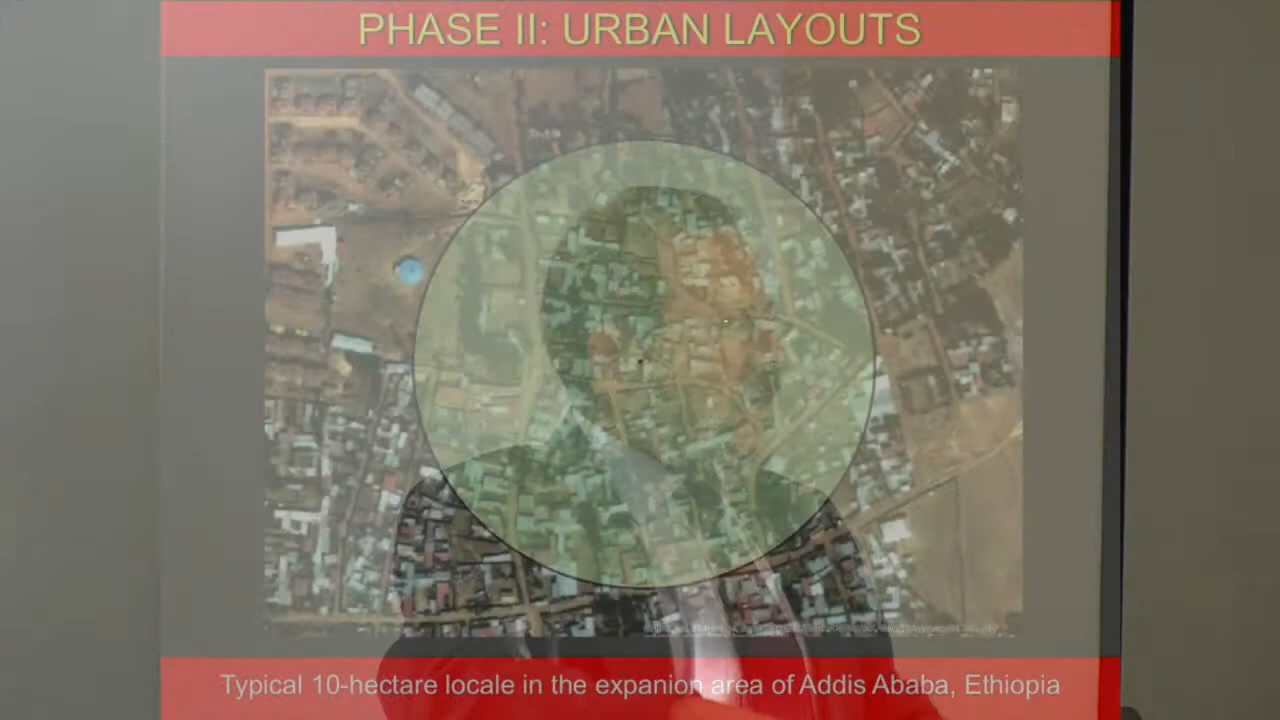 PHASE II: URBAN LAYOUTS
Typical 10-hectare locale in the expanion area of Addis Ababa, Ethiopia